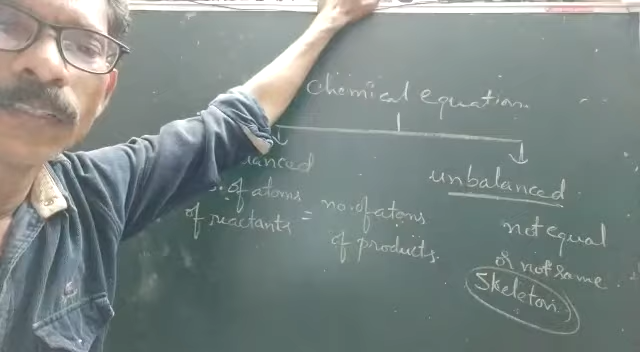 Chemical equation.
unbalanced
of atoms
of reactants = no. of atoms
of products.
not equal
or not same
Skeleton.